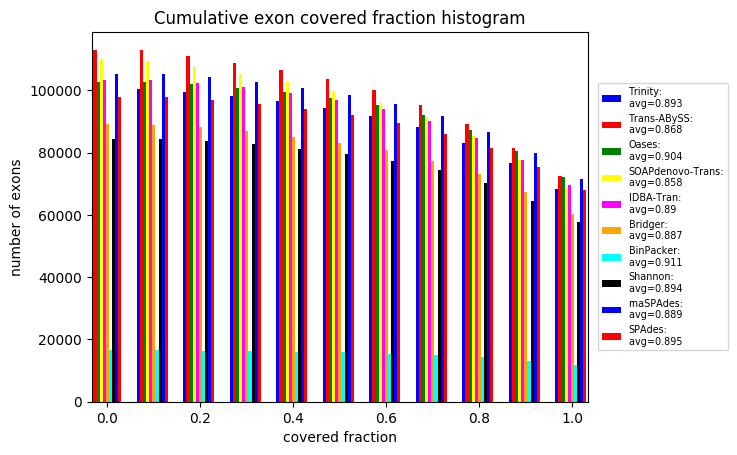 Cumulative exon covered fraction histogram
number of exons
100000
80000
60000
40000
20000
0
0.0 0.2 0.4 0.6 0.8 1.0
covered fraction
Trinity:
avg=0.893
Trans-ABySS:
avg=0.868
Oases:
avg=0.904
SOAPdenovo-Trans:
avg=0.858
IDBA-Tran:
avg=0.89
Bridger:
avg=0.887
BinPacker:
avg=0.911
Shannon:
avg=0.894
rnaSPAdes:
avg=0.889
SPAdes:
avg=0.895